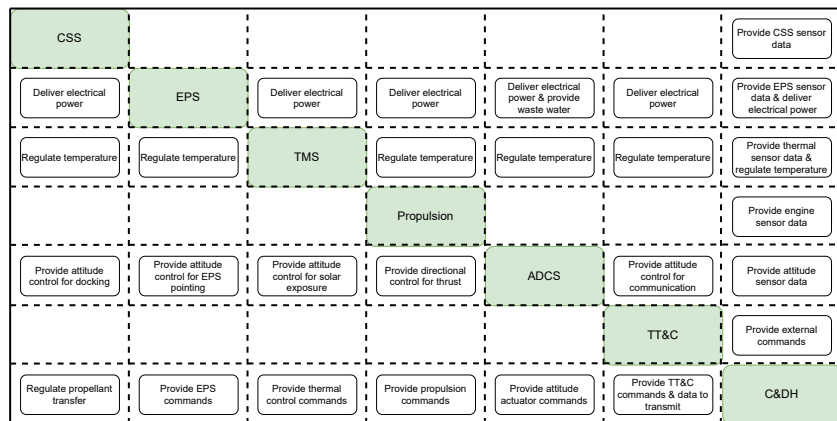 CSS
Provide CSS sensor
data
Deliver electrical
power
EPS
Deliver electrical
power
Deliver electrical
power
Deliver electrical
power & provide
waste water
Deliver electrical
power
Provide EPS sensor
data & deliver
electrical power
Regulate temperature
Regulate temperature
TMS
Regulate temperature
Regulate temperature
Regulate temperature
Provide thermal
sensor data &
regulate temperature
Propulsion
Provide engine
sensor data
Provide attitude
control for docking
Provide attitude
control for EPS
pointing
Provide attitude
control for solar
exposure
Provide directional
control for thrust
ADCS
Provide attitude
control for
communication
Provide attitude
sensor data
TT&C
Provide external
commands
Regulate propellant
transfer
Provide EPS
commands
Provide thermal
control commands
Provide propulsion
commands
Provide attitude
actuator commands
Provide TT&C
commands & data to
transmit
C&DH